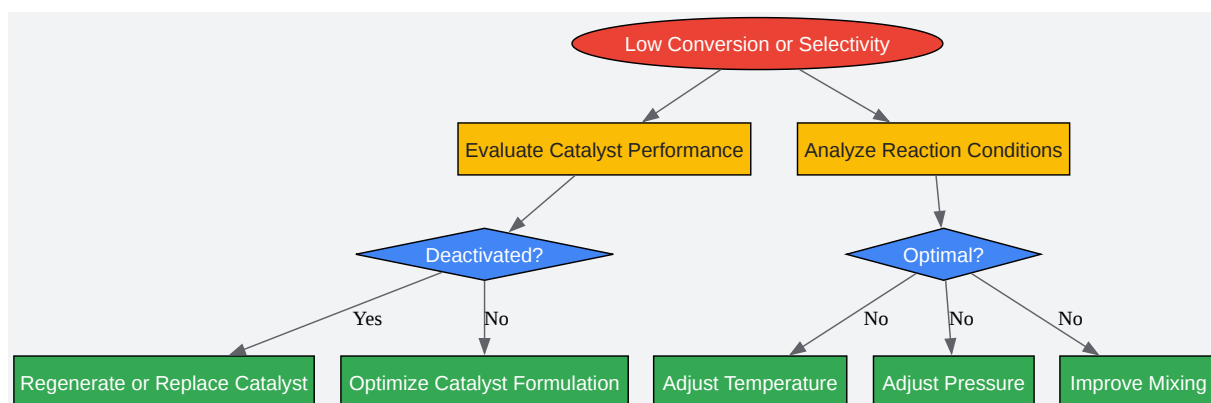 Low Conversion or Selectivity
Evaluate Catalyst Performance
Analyze Reaction Conditions
Deactivated?
Optimal?
Yes
No
No
No
No
Regenerate or Replace Catalyst
Optimize Catalyst Formulation
Adjust Temperature
Adjust Pressure
Improve Mixing